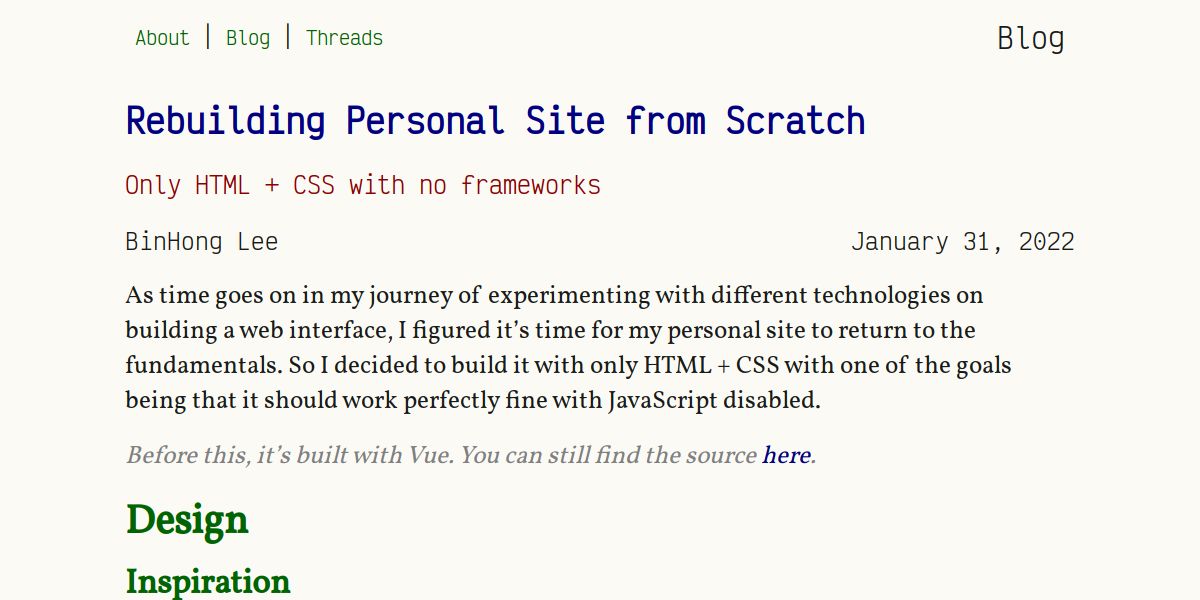 About | Blog | Threads
Blog
Rebuilding Personal Site from Scratch
Only HTML + CSS with no frameworks
BinHong Lee
January 31, 2022
As time goes on in my journey of experimenting with different technologies on
building a web interface, I figured it’s time for my personal site to return to the
fundamentals. So I decided to build it with only HTML + CSS with one of the goals
being that it should work perfectly fine with JavaScript disabled.
Before this, it’s built with Vue. You can still find the source here.
Design
Inspiration